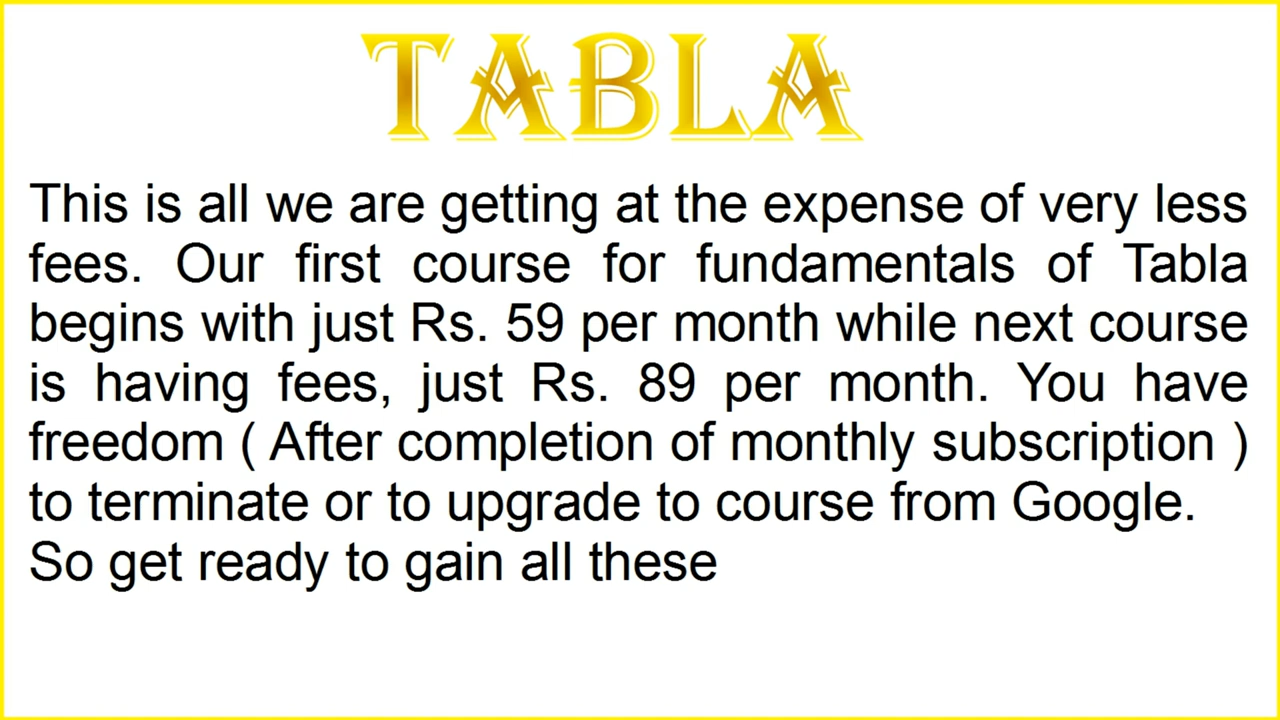 TABLA
This is all we are getting at the expense of very less
fees. Our first course for fundamentals of Tabla
begins with just Rs. 59 per month while next course
is having fees, just Rs. 89 per month. You have
freedom ( After completion of monthly subscription )
to terminate or to upgrade to course from Google.
So get ready to gain all these